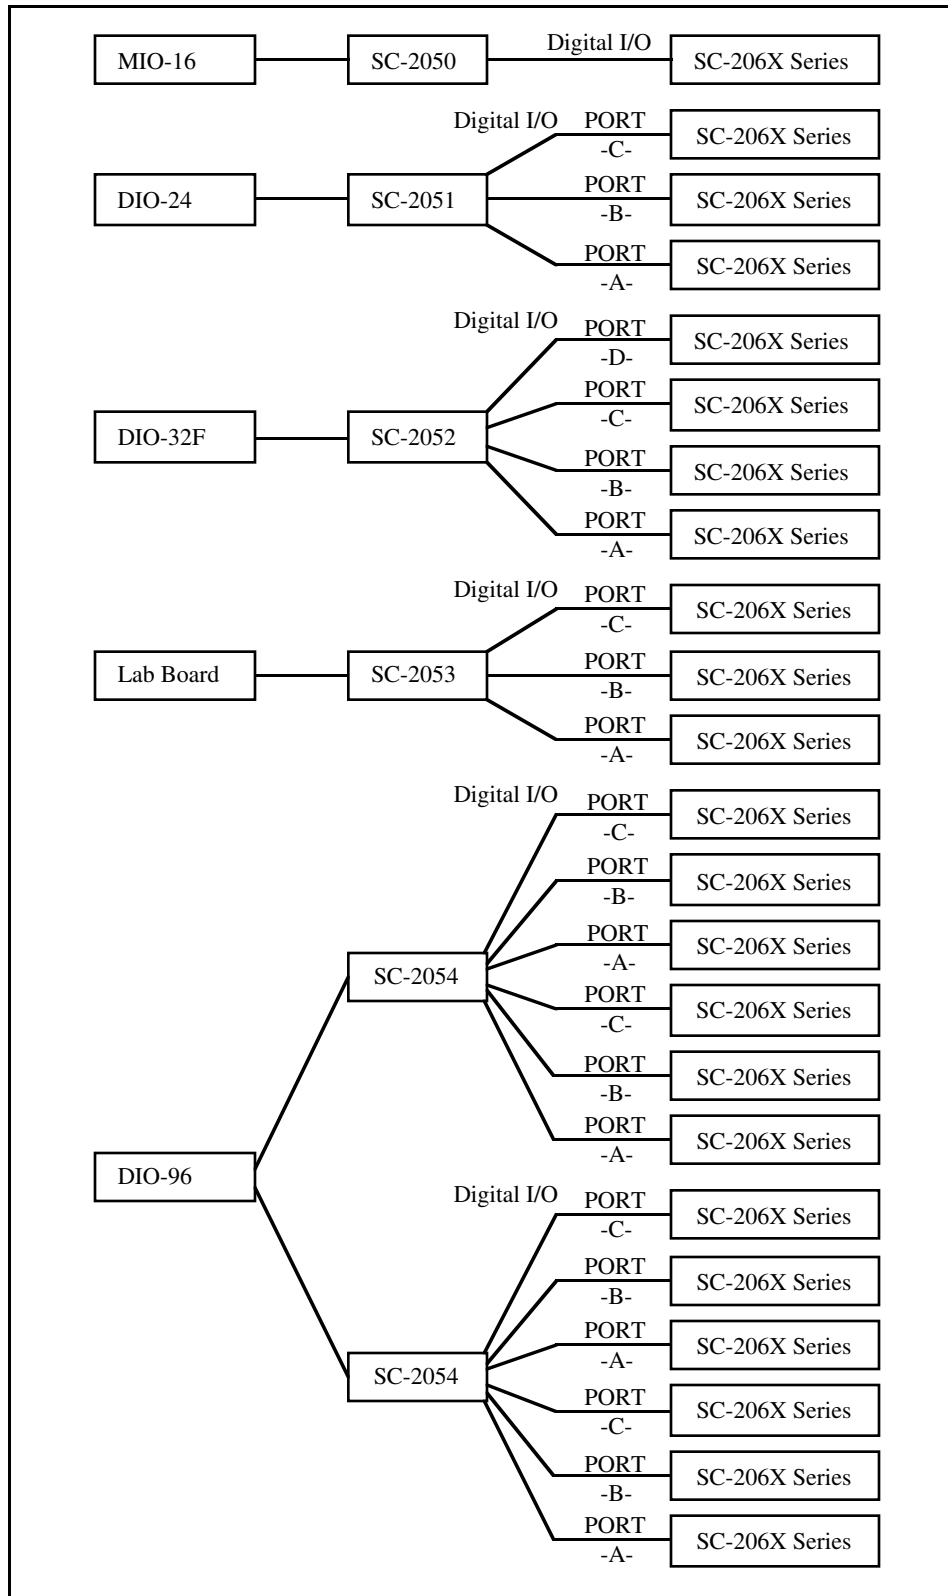 MIO-16 SC-2050 Digital I/O SC-206X Series
Digital I/O PORT -C- SC-206X Series
DIO-24 SC-2051 PORT -B- SC-206X Series
PORT -A- SC-206X Series
Digital I/O PORT -D- SC-206X Series
PORT -C- SC-206X Series
DIO-32F SC-2052
PORT -B- SC-206X Series
PORT -A- SC-206X Series
Digital I/O PORT -C- SC-206X Series
Lab Board SC-2053 PORT -B- SC-206X Series
PORT -A- SC-206X Series
Digital I/O PORT -C- SC-206X Series
PORT -B- SC-206X Series
PORT -A- SC-206X Series
SC-2054
PORT -C- SC-206X Series
PORT -B- SC-206X Series
PORT -A- SC-206X Series
DIO-96
Digital I/O PORT -C- SC-206X Series
PORT -B- SC-206X Series
PORT -A- SC-206X Series
SC-2054
PORT -C- SC-206X Series
PORT -B- SC-206X Series
PORT -A- SC-206X Series